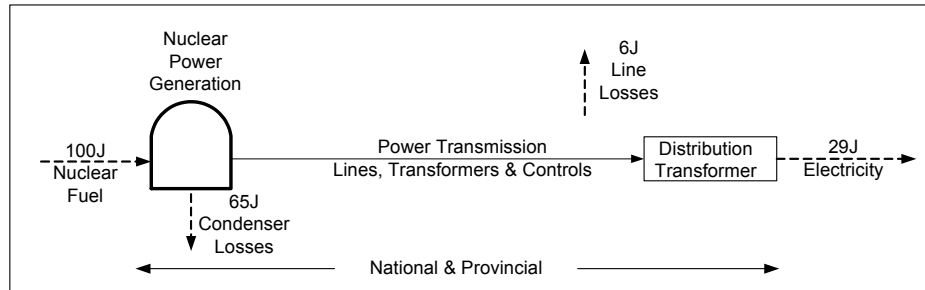 Nuclear
Power
Generation
6J
Line
Losses
100J
Nuclear
Fuel
Power Transmission
Lines, Transformers & Controls
Distribution
Transformer
29J
Electricity
65J
Condenser
Losses
National & Provincial